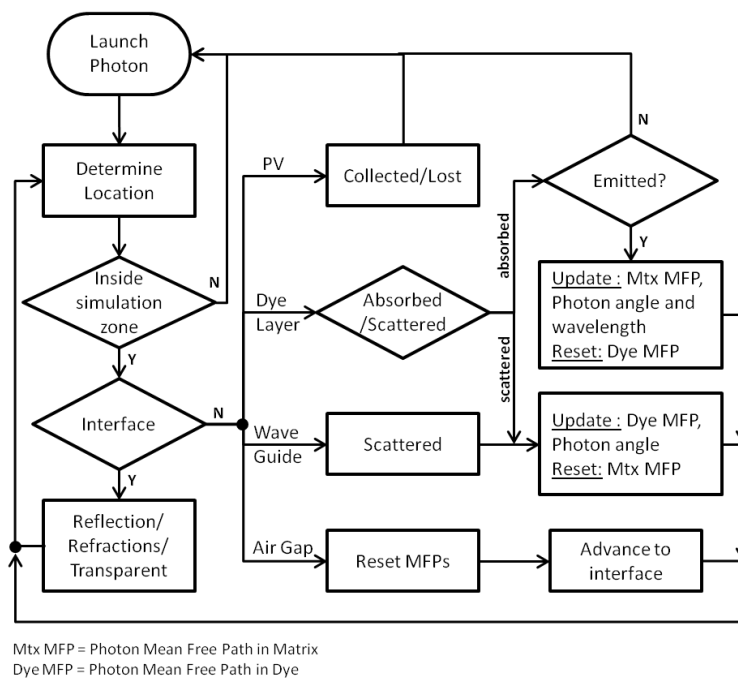 Launch
Photon
Determine
Location
Inside
simulation
zone
N
Y
Interface
N
Y
Reflection/
Refractions/
Transparent
PV
Collected/Lost
Dye
Layer
Absorbed
/Scattered
absorbed
scattered
Emitted?
N
Y
Update : Mtx MFP,
Photon angle and
wavelength
Reset: Dye MFP
Wave
Guide
Scattered
Update : Dye MFP,
Photon angle
Reset: Mtx MFP
Air Gap
Reset MFPs
Advance to
interface
Mtx MFP = Photon Mean Free Path in Matrix
Dye MFP = Photon Mean Free Path in Dye